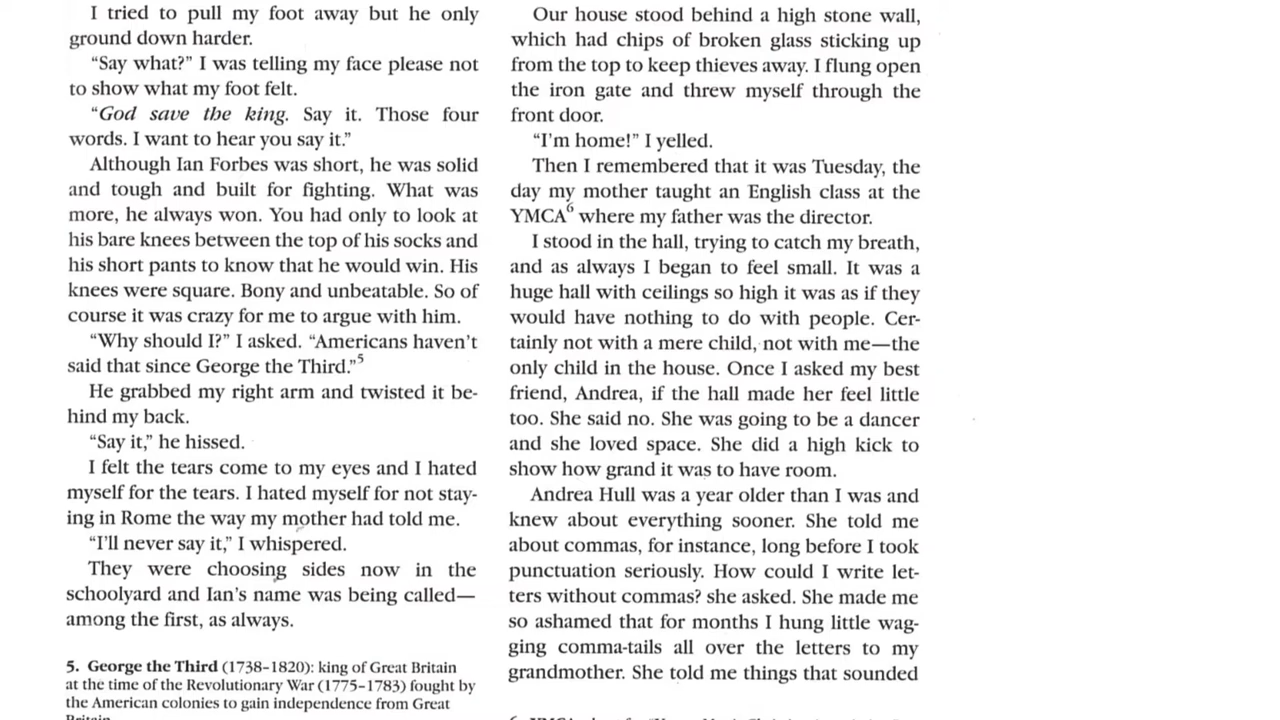 I tried to pull my foot away but he only
ground down harder.
“Say what?” I was telling my face please not
to show what my foot felt.
“God save the king. Say it. Those four
words. I want to hear you say it.”
Although Ian Forbes was short, he was solid
and tough and built for fighting. What was
more, he always won. You had only to look at
his bare knees between the top of his socks and
his short pants to know that he would win. His
knees were square. Bony and unbeatable. So of
course it was crazy for me to argue with him.
“Why should I?” I asked. “Americans haven’t
said that since George the Third.”5
He grabbed my right arm and twisted it be-
hind my back.
“Say it,” he hissed.
I felt the tears come to my eyes and I hated
myself for the tears. I hated myself for not stay-
ing in Rome the way my mother had told me.
“I’ll never say it,” I whispered.
They were choosing sides now in the
schoolyard and Ian’s name was being called—
among the first, as always.
5. George the Third (1738–1820): king of Great Britain
at the time of the Revolutionary War (1775–1783) fought by
the American colonies to gain independence from Great
Britain.
Our house stood behind a high stone wall,
which had chips of broken glass sticking up
from the top to keep thieves away. I flung open
the iron gate and threw myself through the
front door.
“I’m home!” I yelled.
Then I remembered that it was Tuesday, the
day my mother taught an English class at the
YMCA6 where my father was the director.
I stood in the hall, trying to catch my breath,
and as always I began to feel small. It was a
huge hall with ceilings so high it was as if they
would have nothing to do with people. Cer-
tainly not with a mere child, not with me—the
only child in the house. Once I asked my best
friend, Andrea, if the hall made her feel little
too. She said no. She was going to be a dancer
and she loved space. She did a high kick to
show how grand it was to have room.
Andrea Hull was a year older than I was and
knew about everything sooner. She told me
about commas, for instance, long before I took
punctuation seriously. How could I write let-
ters without commas? she asked. She made me
so ashamed that for months I hung little wag-
ging comma-tails all over the letters to my
grandmother. She told me things that sounded